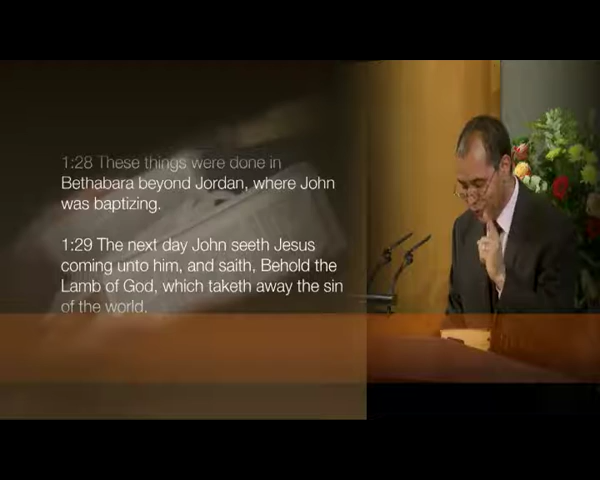 1:28 These things were done in
Bethabara beyond Jordan, where John
was baptizing.
1:29 The next day John seeth Jesus
coming unto him, and saith, Behold the
Lamb of God, which taketh away the sin
of the world.